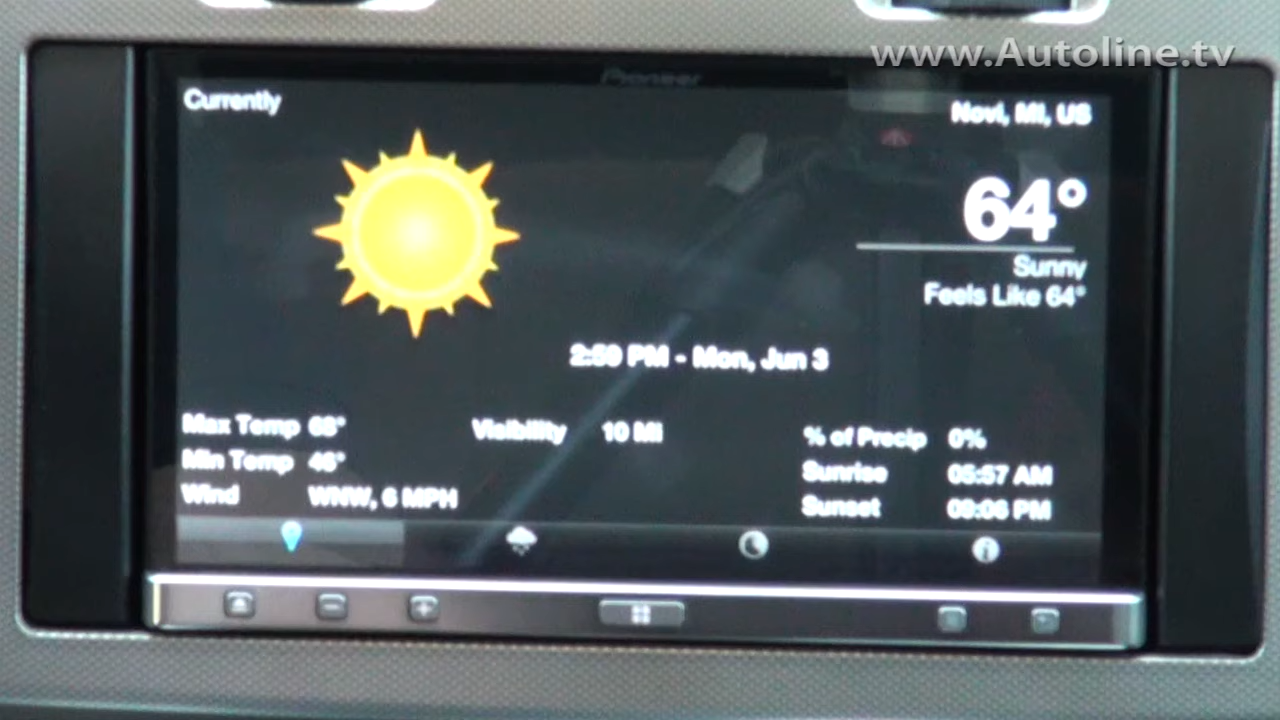 www.Autoline.tv
Pioneer
Currently
Novi, MI, US
64°
Sunny
Feels Like 64°
2:59 PM - Mon, Jun 3
Max Temp 68°
Min Temp 46°
Wind WNW, 6 MPH
Visibility 10 MI
% of Precip 0%
Sunrise 05:57 AM
Sunset 09:06 PM